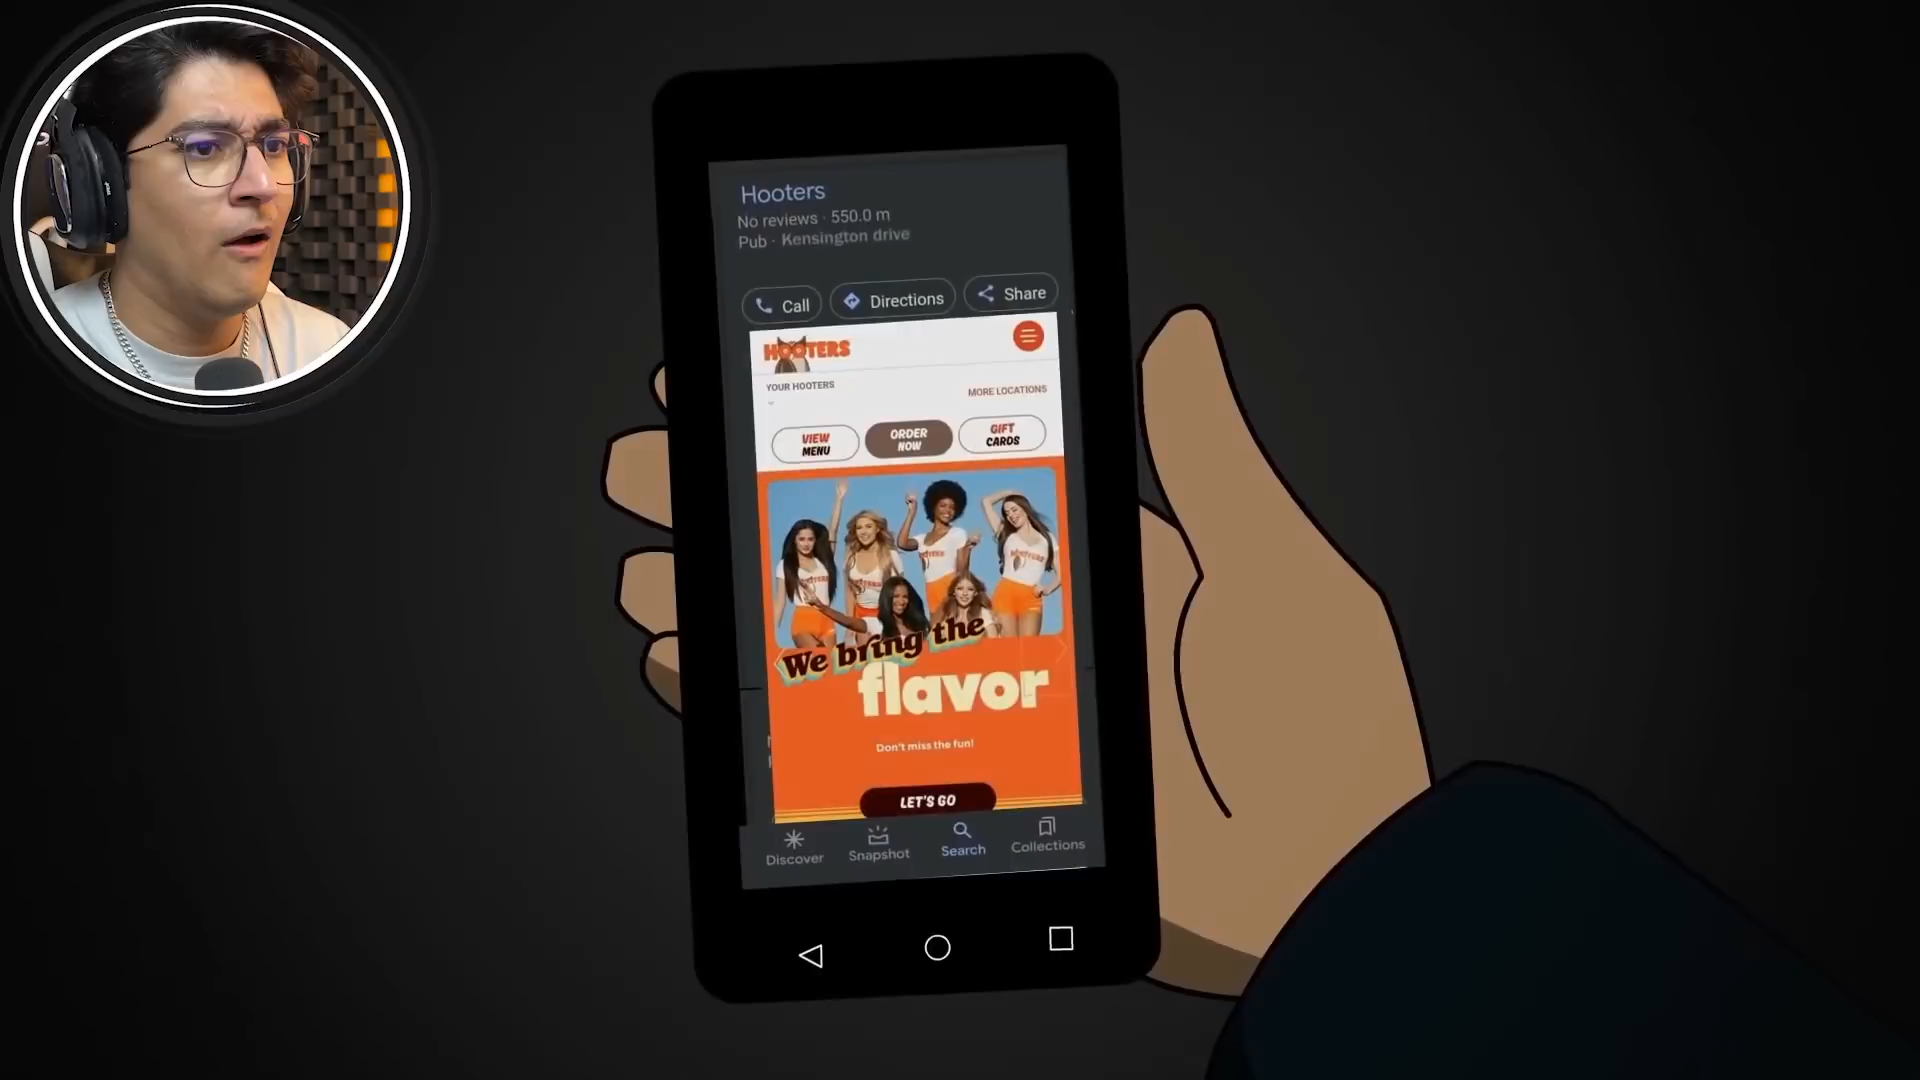 Hooters
No reviews · 550.0 m
Pub · Kensington drive
Call
Directions
Share
HOOTERS
YOUR HOOTERS
MORE LOCATIONS
VIEW
MENU
ORDER
NOW
GIFT
CARDS
HOOTERS
We bring the
flavor
Don't miss the fun!
LET'S GO
Discover
Snapshot
Search
Collections